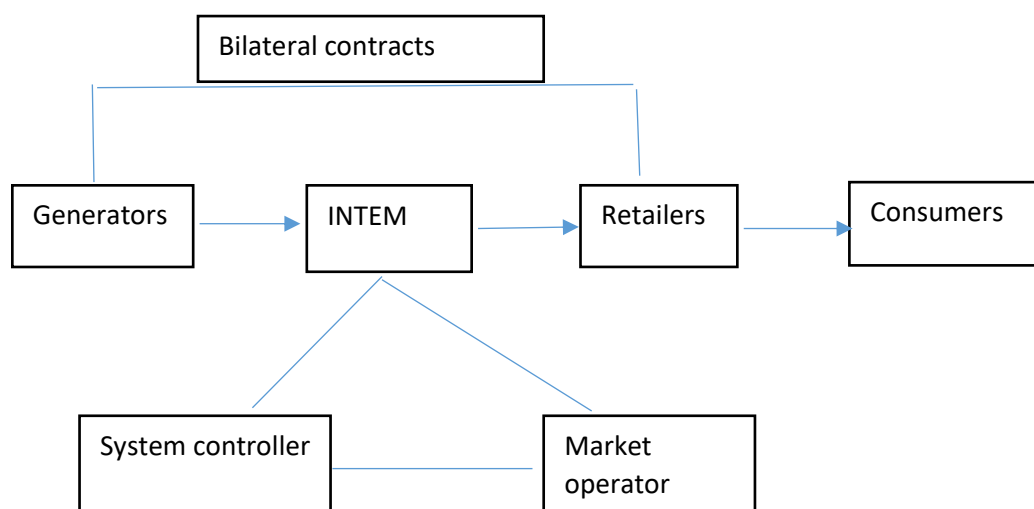 Bilateral contracts
Generators
INTEM
Retailers
Consumers
System controller
Market
operator